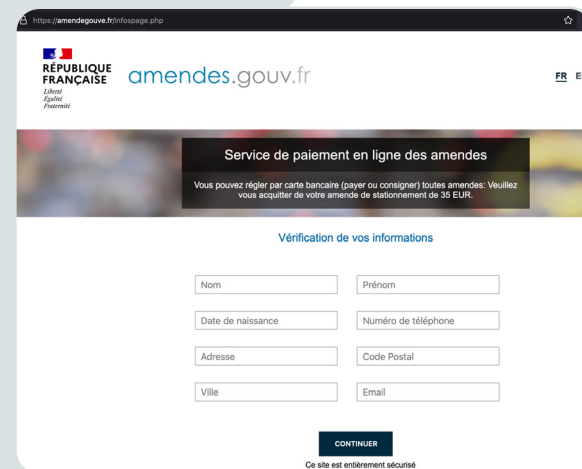 https://amendegouve.fr/infospage.php
RÉPUBLIQUE
FRANÇAISE
Liberté
Égalité
Fraternité
amendes.gouv.fr
FR
Service de paiement en ligne des amendes
Vous pouvez régler par carte bancaire (payer ou consigner) toutes amendes: Veuillez
vous acquitter de votre amende de stationnement de 35 EUR.
Vérification de vos informations
Nom Prénom
Date de naissance Numéro de téléphone
Adresse Code Postal
Ville Email
CONTINUER
Ce site est entièrement sécurisé